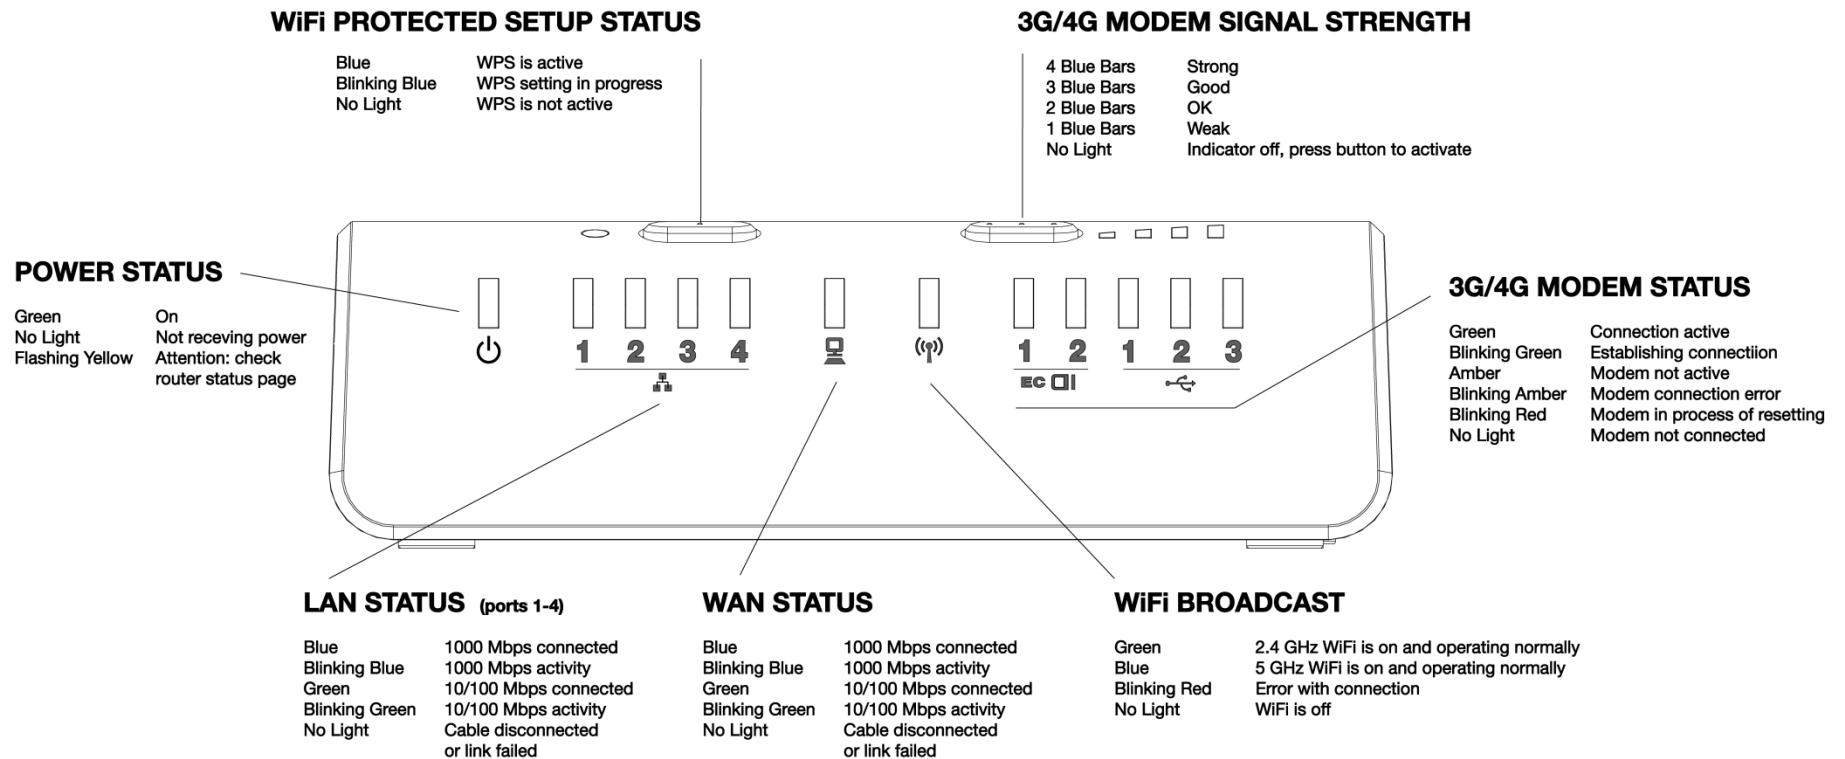 WiFi PROTECTED SETUP STATUS
Blue WPS is active
Blinking Blue WPS setting in progress
No Light WPS is not active
3G/4G MODEM SIGNAL STRENGTH
4 Blue Bars Strong
3 Blue Bars Good
2 Blue Bars OK
1 Blue Bars Weak
No Light Indicator off, press button to activate
POWER STATUS
Green On
No Light Not receving power
Flashing Yellow Attention: check
router status page
1 2 3 4 1 2 1 2 3
EC
3G/4G MODEM STATUS
Green Connection active
Blinking Green Establishing connectiion
Amber Modem not active
Blinking Amber Modem connection error
Blinking Red Modem in process of resetting
No Light Modem not connected
LAN STATUS (ports 1-4)
Blue 1000 Mbps connected
Blinking Blue 1000 Mbps activity
Green 10/100 Mbps connected
Blinking Green 10/100 Mbps activity
No Light Cable disconnected
or link failed
WAN STATUS
Blue 1000 Mbps connected
Blinking Blue 1000 Mbps activity
Green 10/100 Mbps connected
Blinking Green 10/100 Mbps activity
No Light Cable disconnected
or link failed
WiFi BROADCAST
Green 2.4 GHz WiFi is on and operating normally
Blue 5 GHz WiFi is on and operating normally
Blinking Red Error with connection
No Light WiFi is off